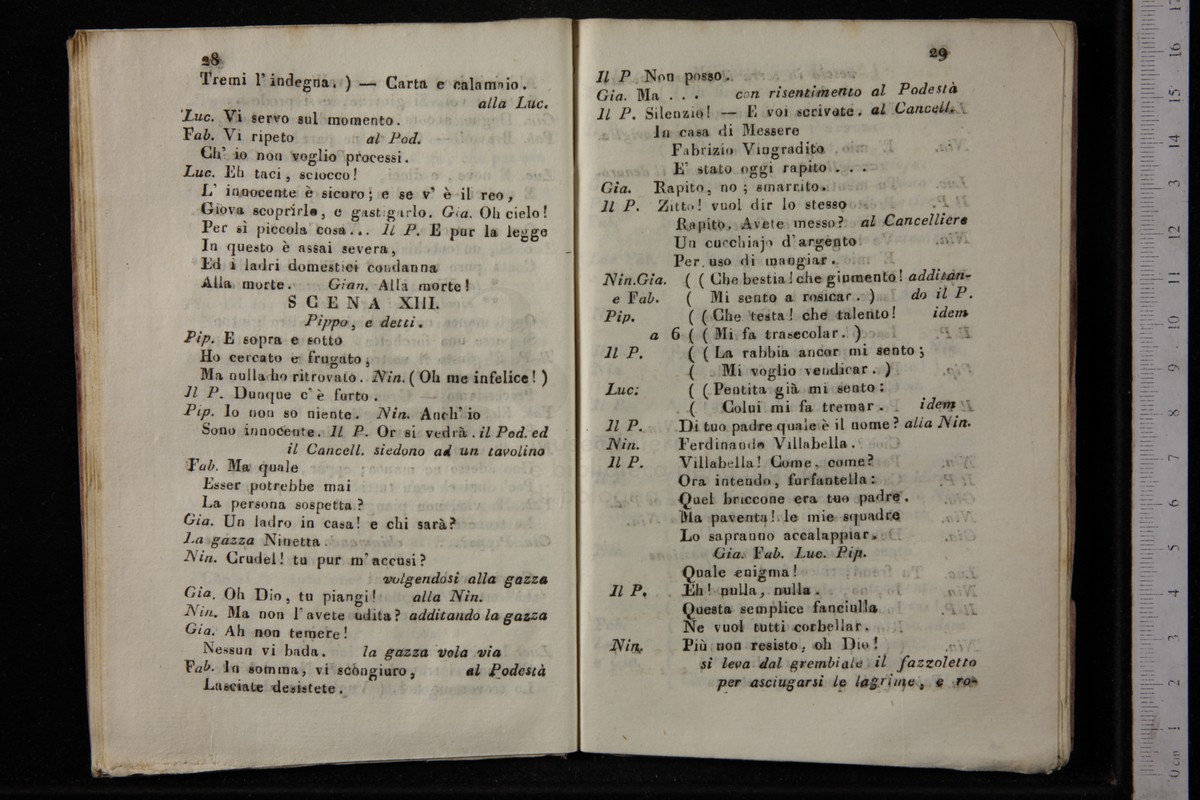 28
Tremi l' indegna. ) — Carta e calamaio.
alla Luc.
Luc. Vi servo sul momento.
Fab. Vi ripeto al Pod.
Ch' io non voglio processi.
Luc. Eh taci, sciocco!
L' innocente è sicuro; e se v' è il reo,
Giova scoprirlo, e gastigarlo. Gia. Oh cielo!
Per sì piccola cosa... Il P. E pur la legge
In questo è assai severa,
Ed i ladri domestici condanna
Alla morte. Gian. Alla morte!
SCENA XIII.
Pippo, e detti.
Pip. E sopra e sotto
Ho cercato e frugato,
Ma nulla ho ritrovato. Nin. ( Oh me infelice! )
Il P. Dunque c' è furto.
Pip. Io non so niente. Nin. Anch' io
Sono innocente. Il P. Or si vedrà. il Pod. ed
il Cancell. siedono ad un tavolino
Fab. Ma quale
Esser potrebbe mai
La persona sospetta?
Gia. Un ladro in casa! e chi sarà?
La gazza Ninetta.
Nin. Crudel! tu pur m' accusi?
volgendosi alla gazza
Gia. Oh Dio, tu piangi! alla Nin.
Nin. Ma non l' avete udita? additando la gazza
Gia. Ah non temere!
Nessun vi bada. la gazza vola via
Fab. In somma, vi scongiuro, al Podestà
Lasciate desistete.
29
Il P. Non posso.
Gia. Ma . . . con risentimento al Podestà
Il P. Silenzio! — E voi scrivete. al Cancell.
In casa di Messere
Fabrizio Vingradito
E' stato oggi rapito . . .
Gia. Rapito, no; smarrito.
Il P. Zitto! vuol dir lo stesso
Rapito. Avete messo? al Cancelliere
Un cucchiajo d' argento
Per uso di mangiar.
Nin.Gia. ( ( Che bestia! che giumento! additan-
e Fab. ( Mi sento a rosicar. ) do il P.
Pip. ( ( Che testa! che talento! idem
a 6 ( ( Mi fa trasecolar. )
Il P. ( ( La rabbia ancor mi sento;
( Mi voglio vendicar. )
Luc. ( ( Pentita già mi sento:
( Colui mi fa tremar. idem
Il P. Di tuo padre quale è il nome? alla Nin.
Nin. Ferdinando Villabella.
Il P. Villabella! Come, come?
Ora intendo, furfantella:
Quel briccone era tuo padre.
Ma paventa! le mie squadre
Lo sapranno accalappiar.
Gia. Fab. Luc. Pip.
Quale enigma!
Il P. Eh! nulla, nulla.
Questa semplice fanciulla
Ne vuol tutti corbellar.
Nin. Più non resisto, oh Dio!
si leva dal grembiale il fazzoletto
per asciugarsi le lagrime, e ro-